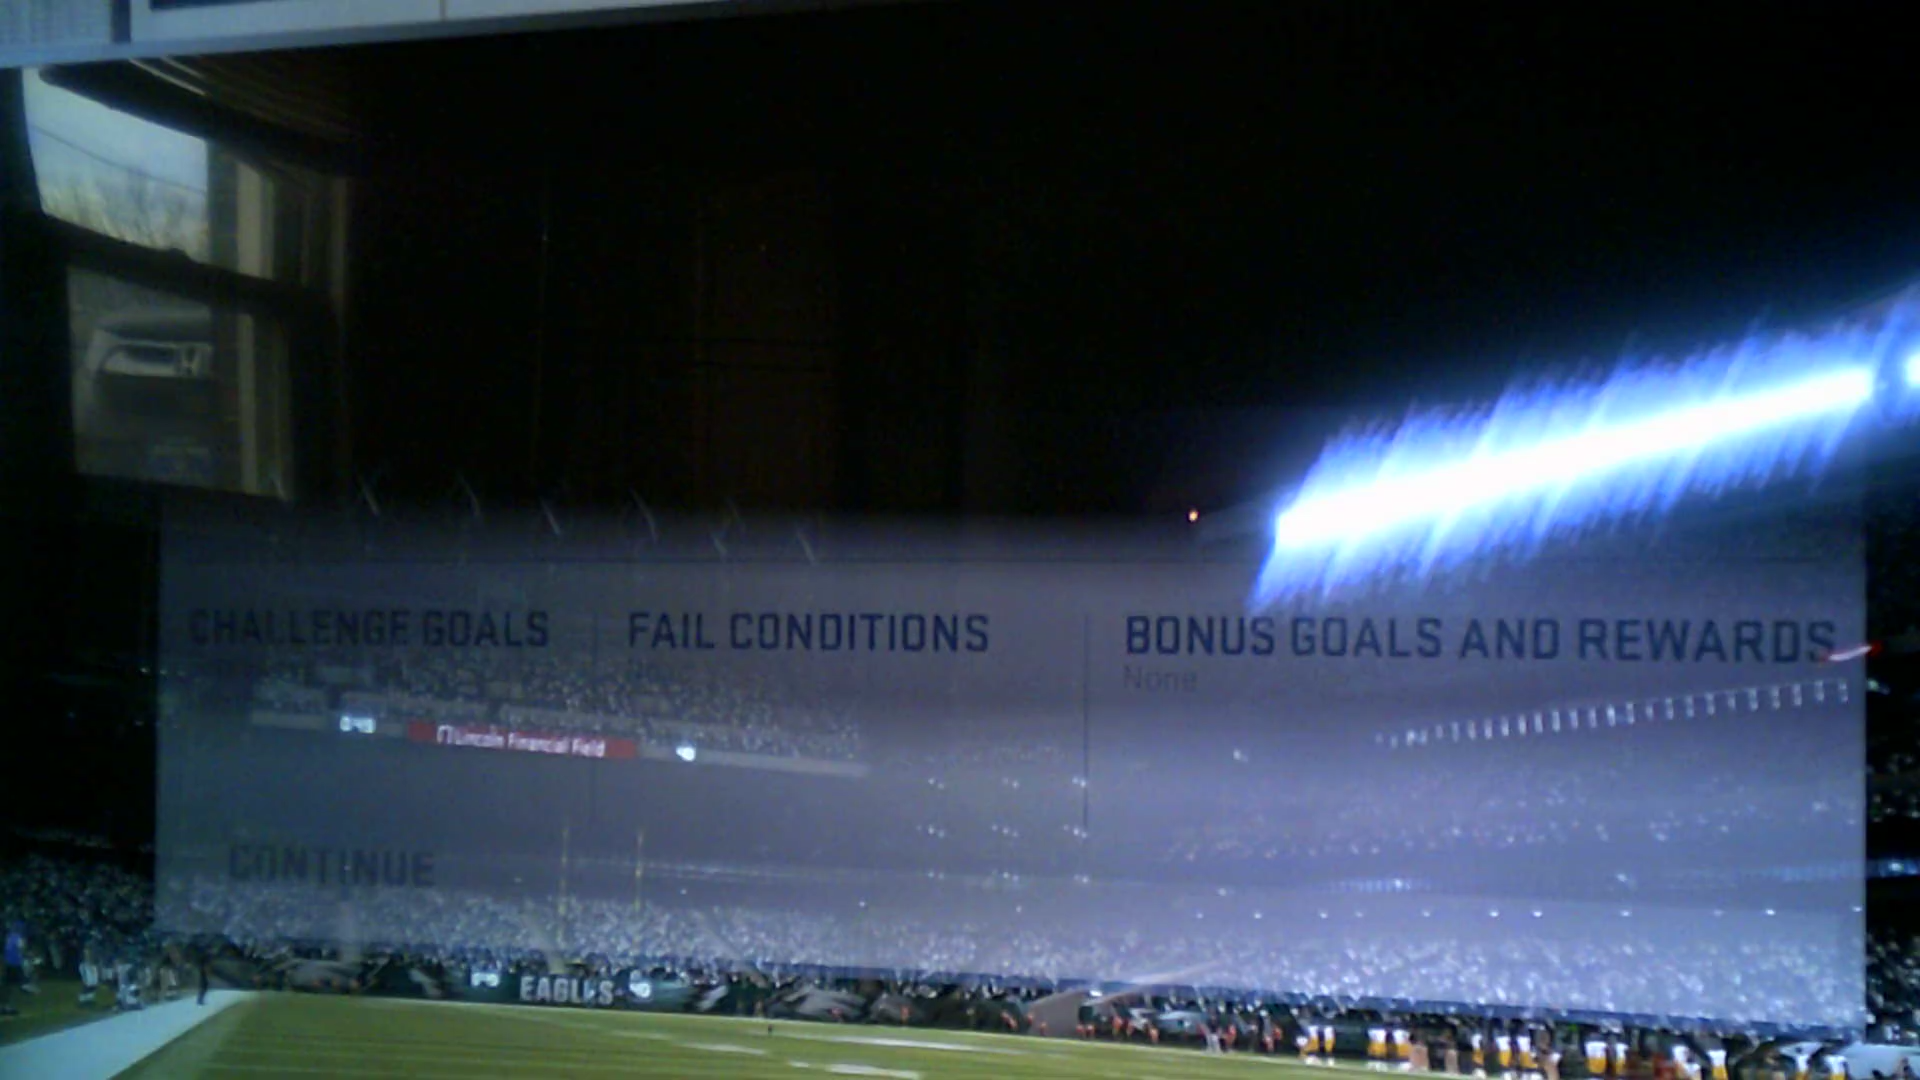 CHALLENGE GOALS
FAIL CONDITIONS
BONUS GOALS AND REWARDS
None
Lincoln Financial Field
CONTINUE
EAGLES